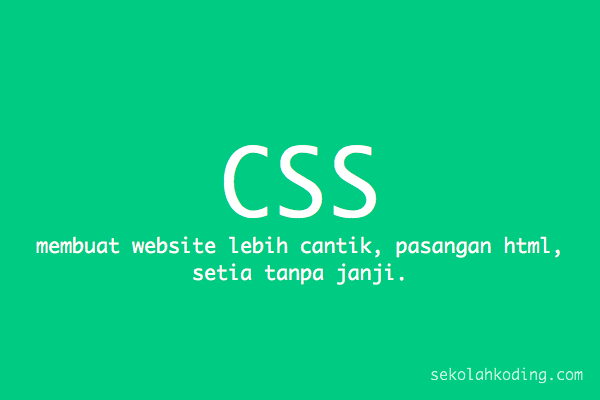 CSS
membuat website lebih cantik, pasangan html,
setia tanpa janji.
sekolahkoding.com